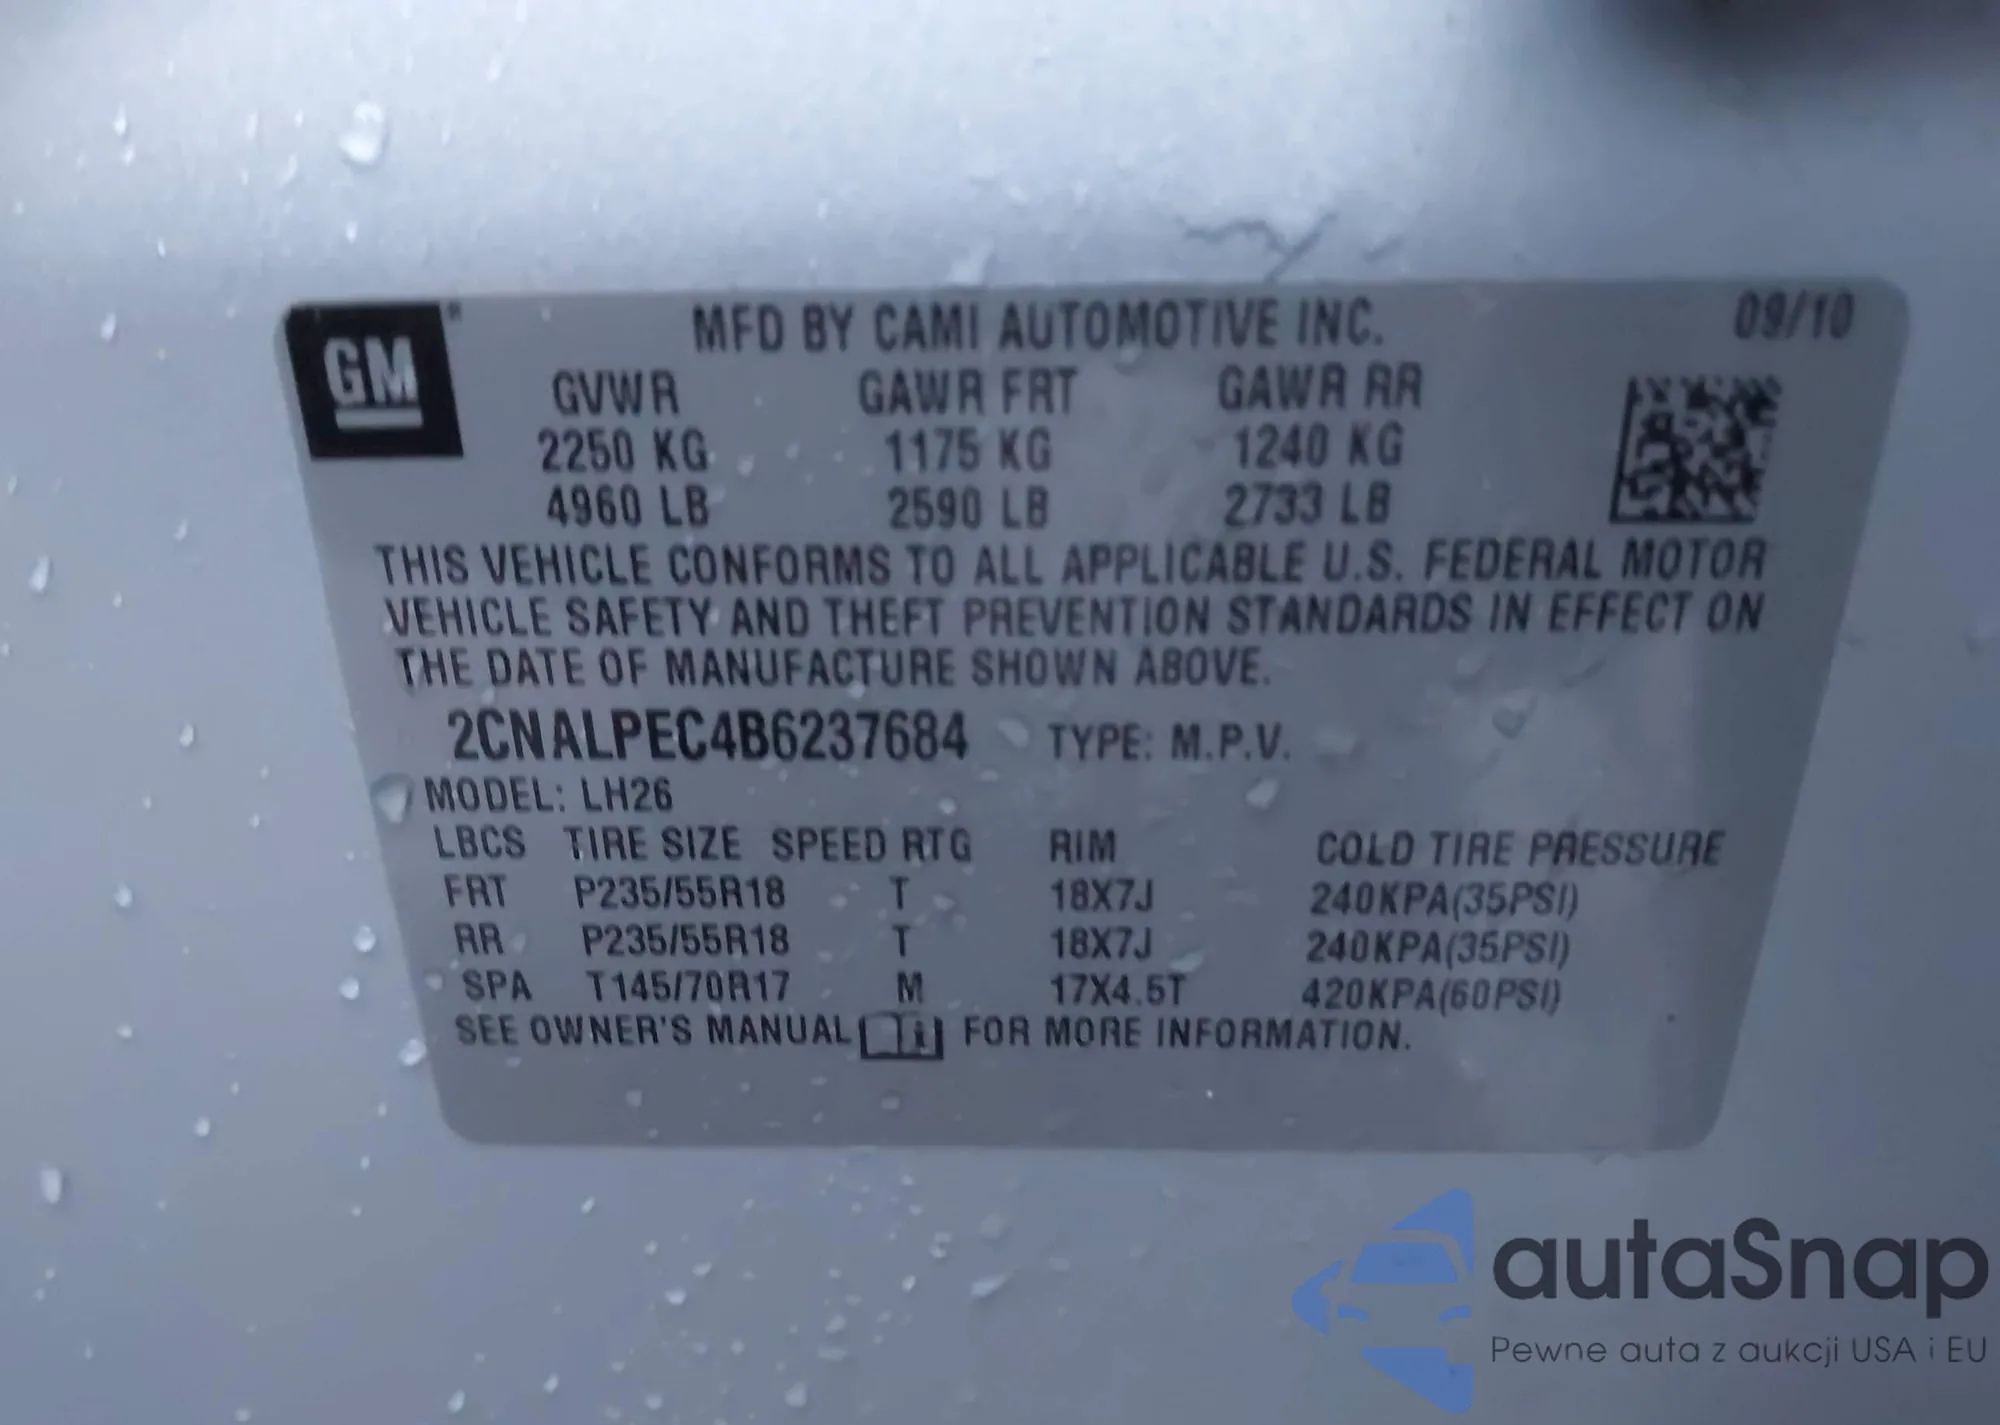 GM
MFD BY CAMI AUTOMOTIVE INC. 09/10
GVWR GAWR FRT GAWR RR
2250 KG 1175 KG 1240 KG
4960 LB 2590 LB 2733 LB
THIS VEHICLE CONFORMS TO ALL APPLICABLE U.S. FEDERAL MOTOR
VEHICLE SAFETY AND THEFT PREVENTION STANDARDS IN EFFECT ON
THE DATE OF MANUFACTURE SHOWN ABOVE.
2CNALPEC4B6237684 TYPE: M.P.V.
MODEL: LH26
LBCS TIRE SIZE SPEED RTG RIM COLD TIRE PRESSURE
FRT P235/55R18 T 18X7J 240KPA(35PSI)
RR P235/55R18 T 18X7J 240KPA(35PSI)
SPA T145/70R17 M 17X4.5T 420KPA(60PSI)
SEE OWNER'S MANUAL i FOR MORE INFORMATION.
autaSnap
Pewne auta z aukcji USA i EU